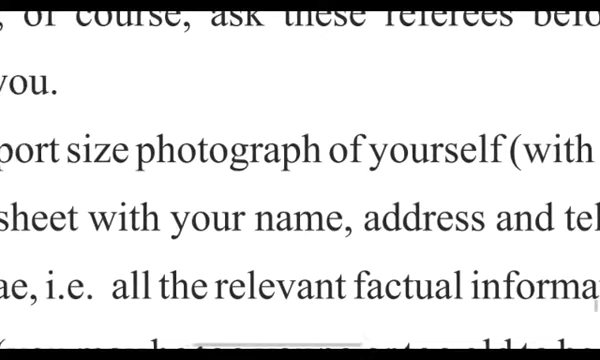 , of course, ask these referees befo
you.
port size photograph of yourself (with
sheet with your name, address and tel
ae, i.e. all the relevant factual informa